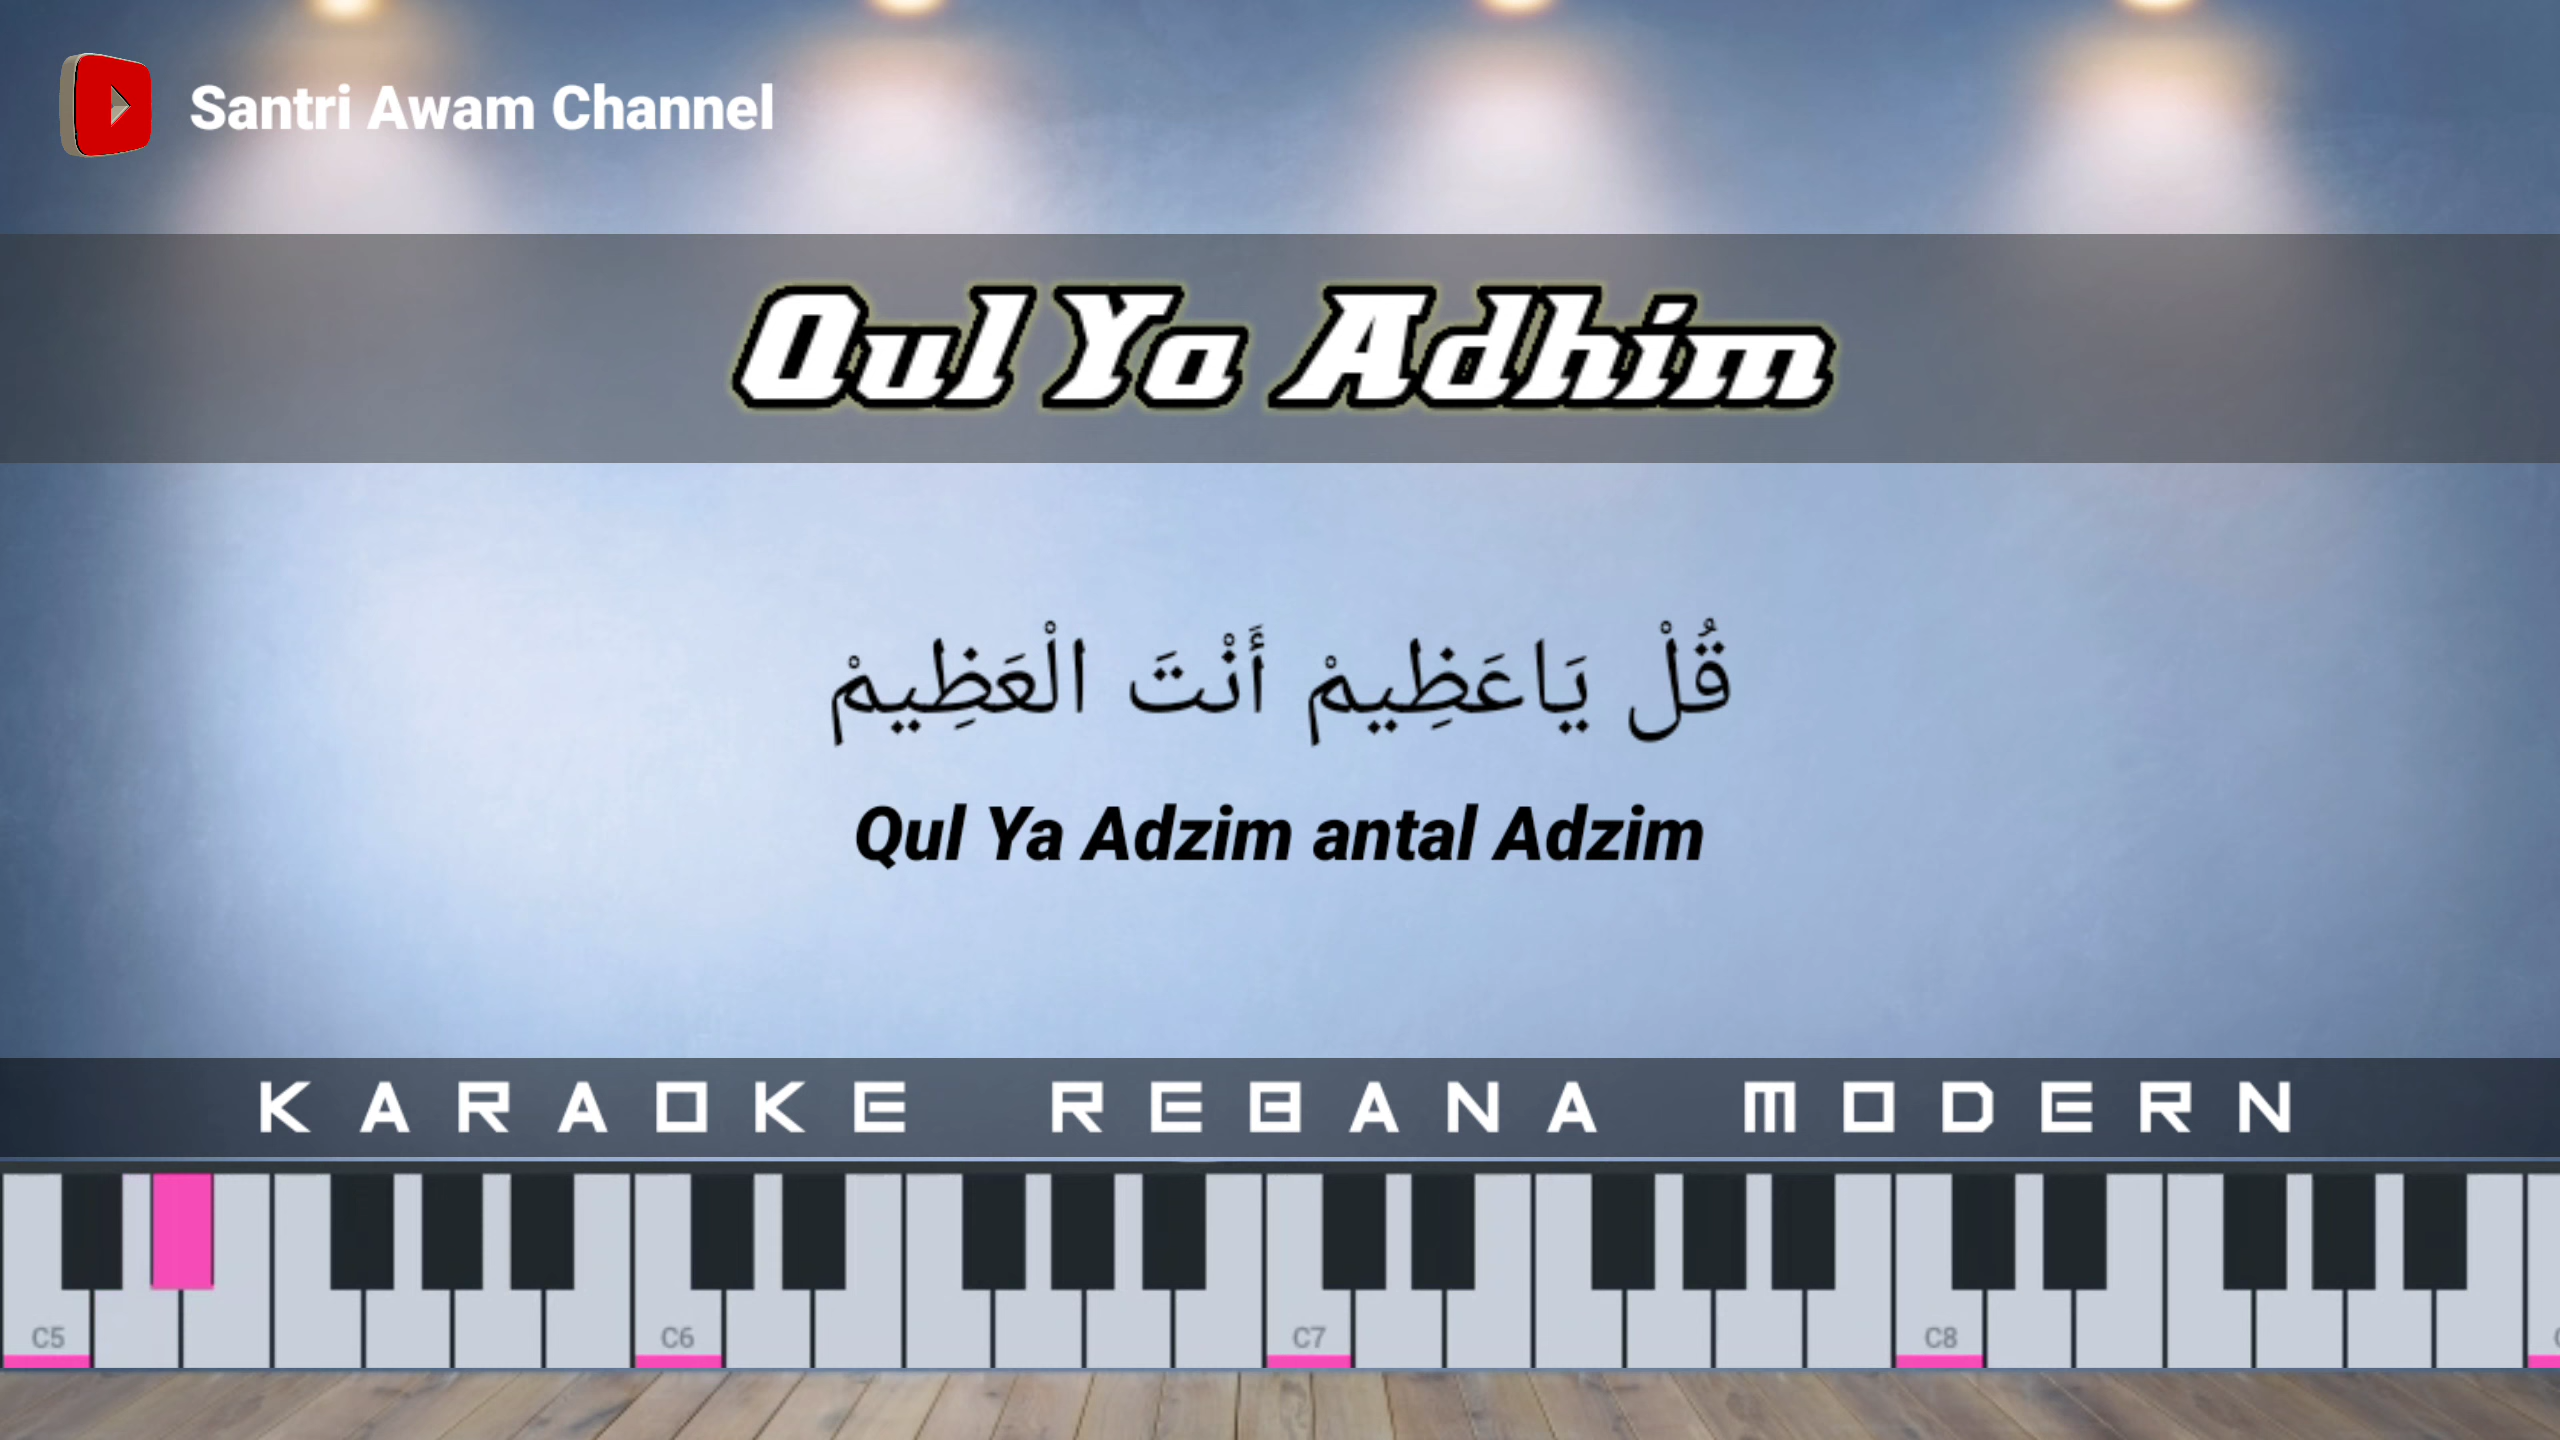 Santri Awam Channel
Qul Ya Adhim
قُلْ يَاعَظِيمْ أَنْتَ الْعَظِيمْ
Qul Ya Adzim antal Adzim
KARAOKE REBANA MODERN
C5 C6 C7 C8